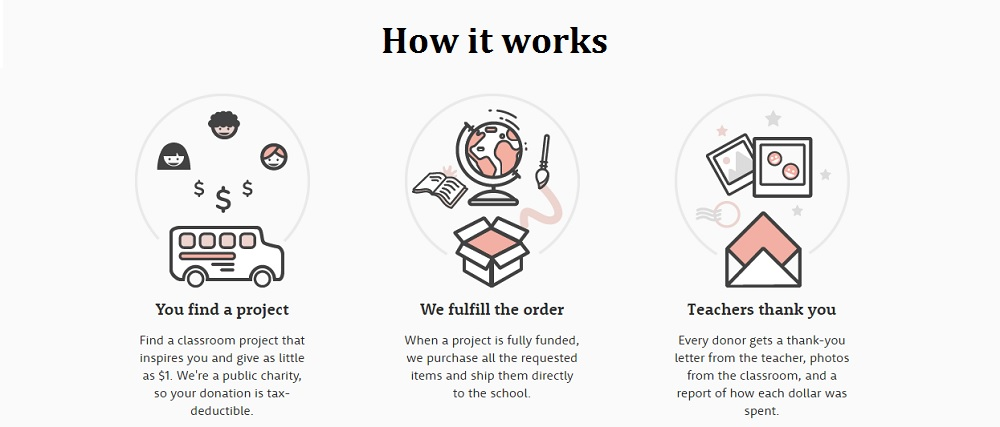 How it works
$ $ $
You find a project
Find a classroom project that
inspires you and give as little
as $1. We're a public charity,
so your donation is tax-
deductible.
We fulfill the order
When a project is fully funded,
we purchase all the requested
items and ship them directly
to the school.
Teachers thank you
Every donor gets a thank-you
letter from the teacher, photos
from the classroom, and a
report of how each dollar was
spent.